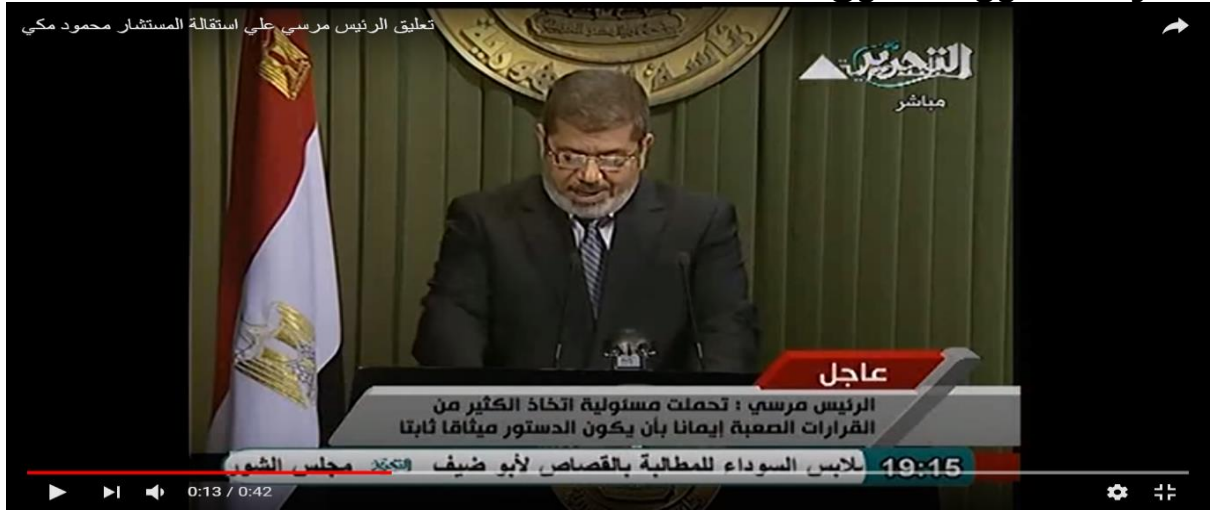 تعليق الرئيس مرسي علي استقالة المستشار محمود مكي
التحرير
مباشر
عاجل
الرئيس مرسي : تحملت مسئولية اتخاذ الكثير من
القرارات الصعبة إيمانا بأن يكون الدستور ميثاقا ثابتا
19:15 السوداء للمطالبة بالقصاص لأبو ضيف التحرير مجلس
0:13 / 0:42